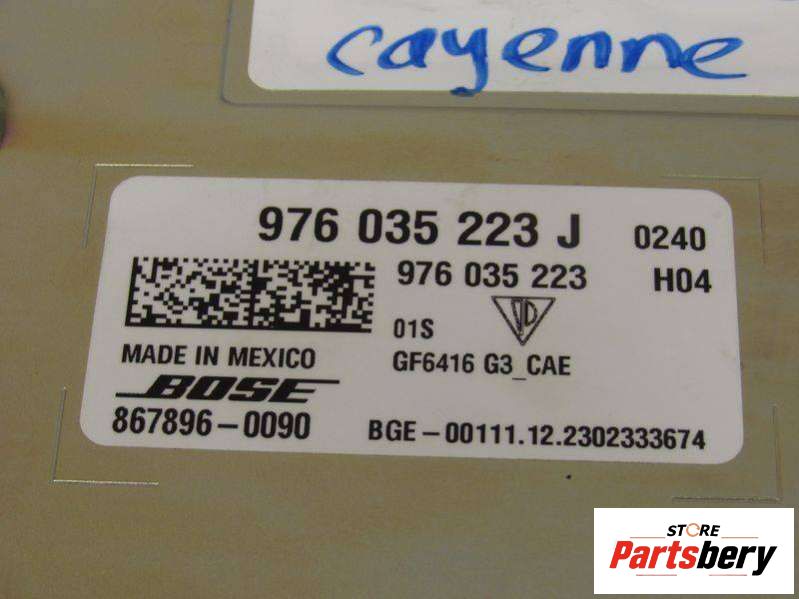 cayenne
976 035 223 J 0240
976 035 223 H04
01S
MADE IN MEXICO GF6416 G3_CAE
BOSE
867896-0090 BGE-00111.12.2302333674
STORE
Partsbery